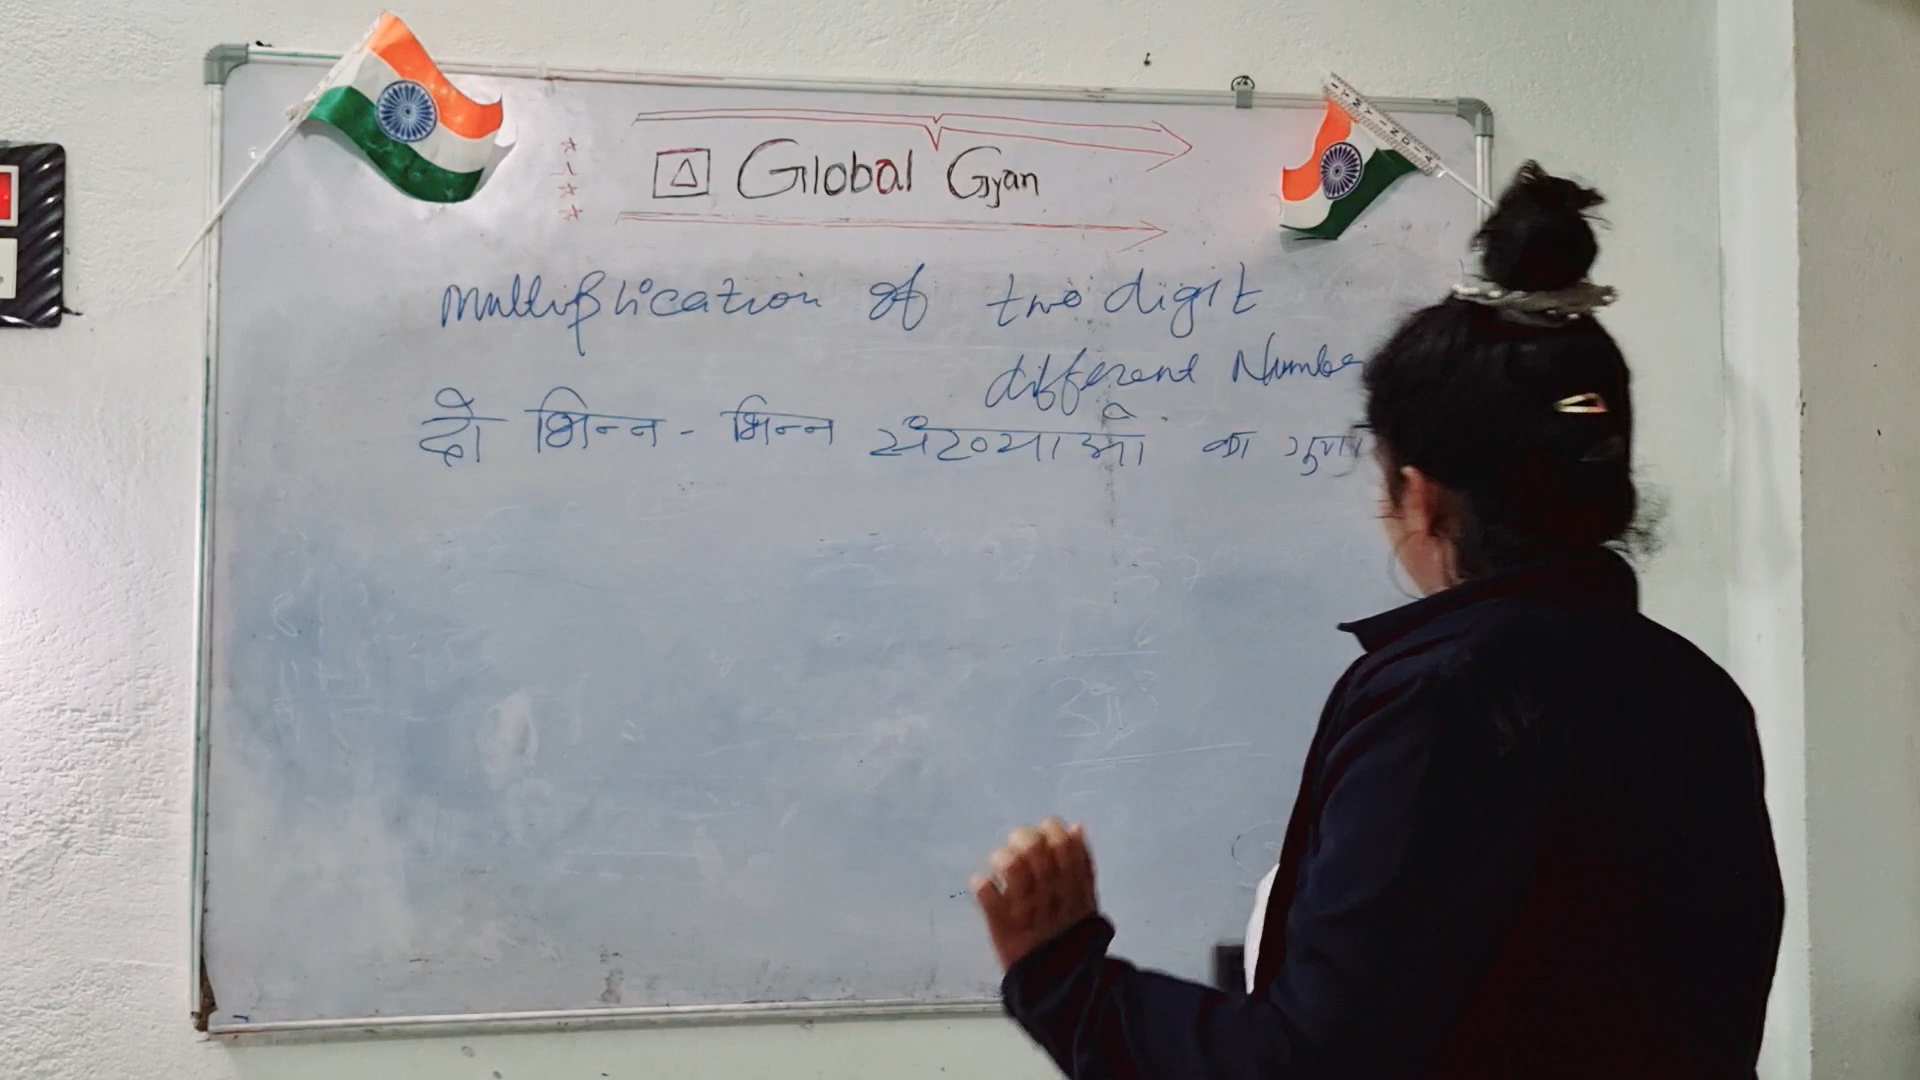 Global Gyan
Multiplication of two digit
different Number
दो भिन्न - भिन्न संख्याओ का गुणा